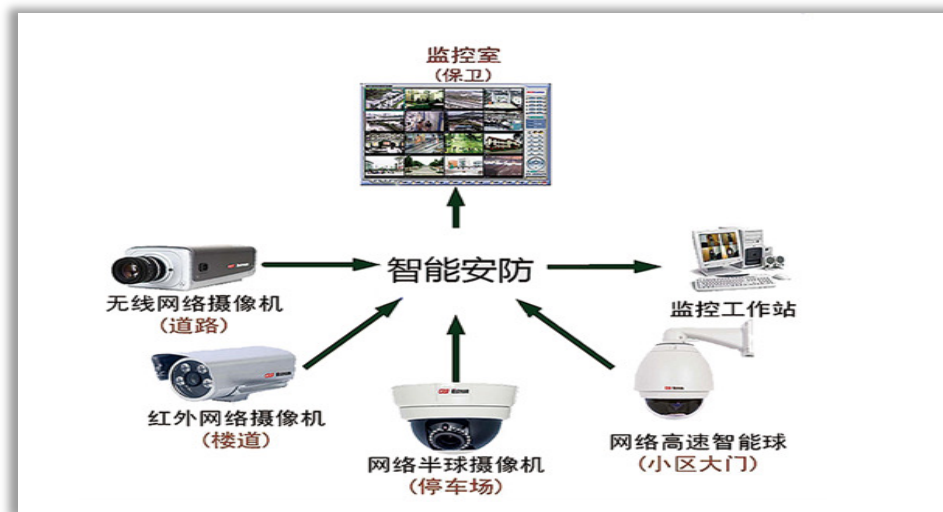 监控室
(保卫)
智能安防
无线网络摄像机
(道路)
监控工作站
红外网络摄像机
(楼道)
网络半球摄像机
(停车场)
网络高速智能球
(小区大门)